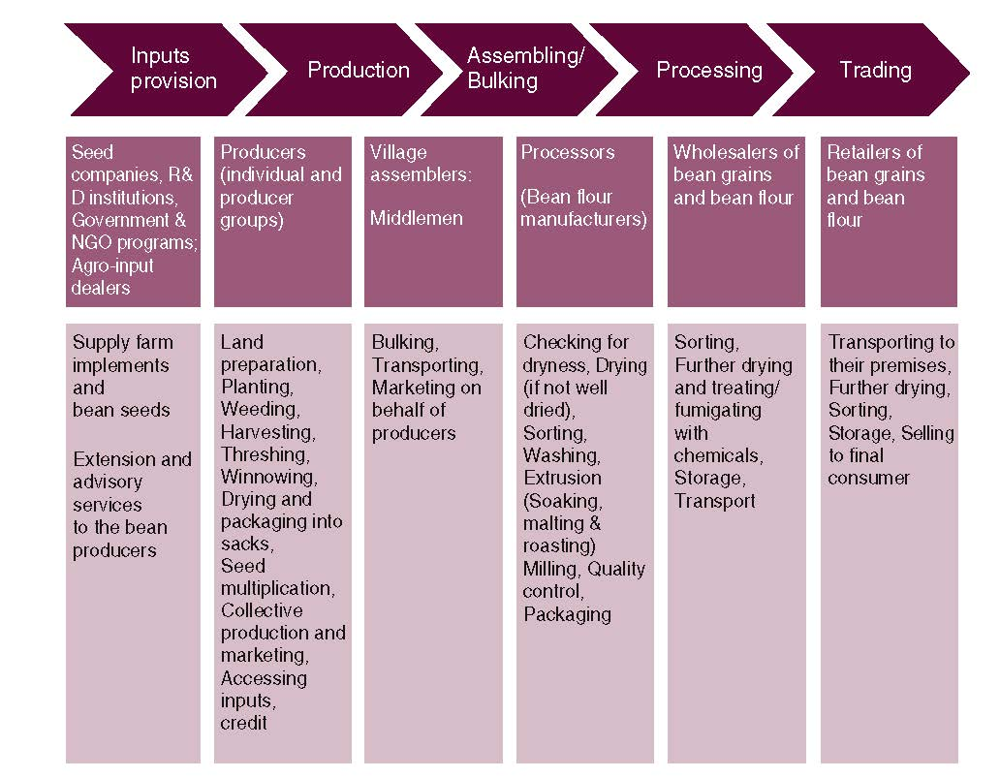 Inputs
provision
Production
Assembling/
Bulking
Processing
Trading
Seed
companies, R&
D institutions,
Government &
NGO programs;
Agro-input
dealers
Producers
(individual and
producer
groups)
Village
assemblers:
Middlemen
Processors
(Bean flour
manufacturers)
Wholesalers of
bean grains
and bean flour
Retailers of
bean grains
and bean
flour
Supply farm
implements
and
bean seeds
Extension and
advisory
services
to the bean
producers
Land
preparation,
Planting,
Weeding,
Harvesting,
Threshing,
Winnowing,
Drying and
packaging into
sacks,
Seed
multiplication,
Collective
production and
marketing,
Accessing
inputs,
credit
Bulking,
Transporting,
Marketing on
behalf of
producers
Checking for
dryness, Drying
(if not well
dried),
Sorting,
Washing,
Extrusion
(Soaking,
malting &
roasting)
Milling, Quality
control,
Packaging
Sorting,
Further drying
and treating/
fumigating
with
chemicals,
Storage,
Transport
Transporting to
their premises,
Further drying,
Sorting,
Storage, Selling
to final
consumer